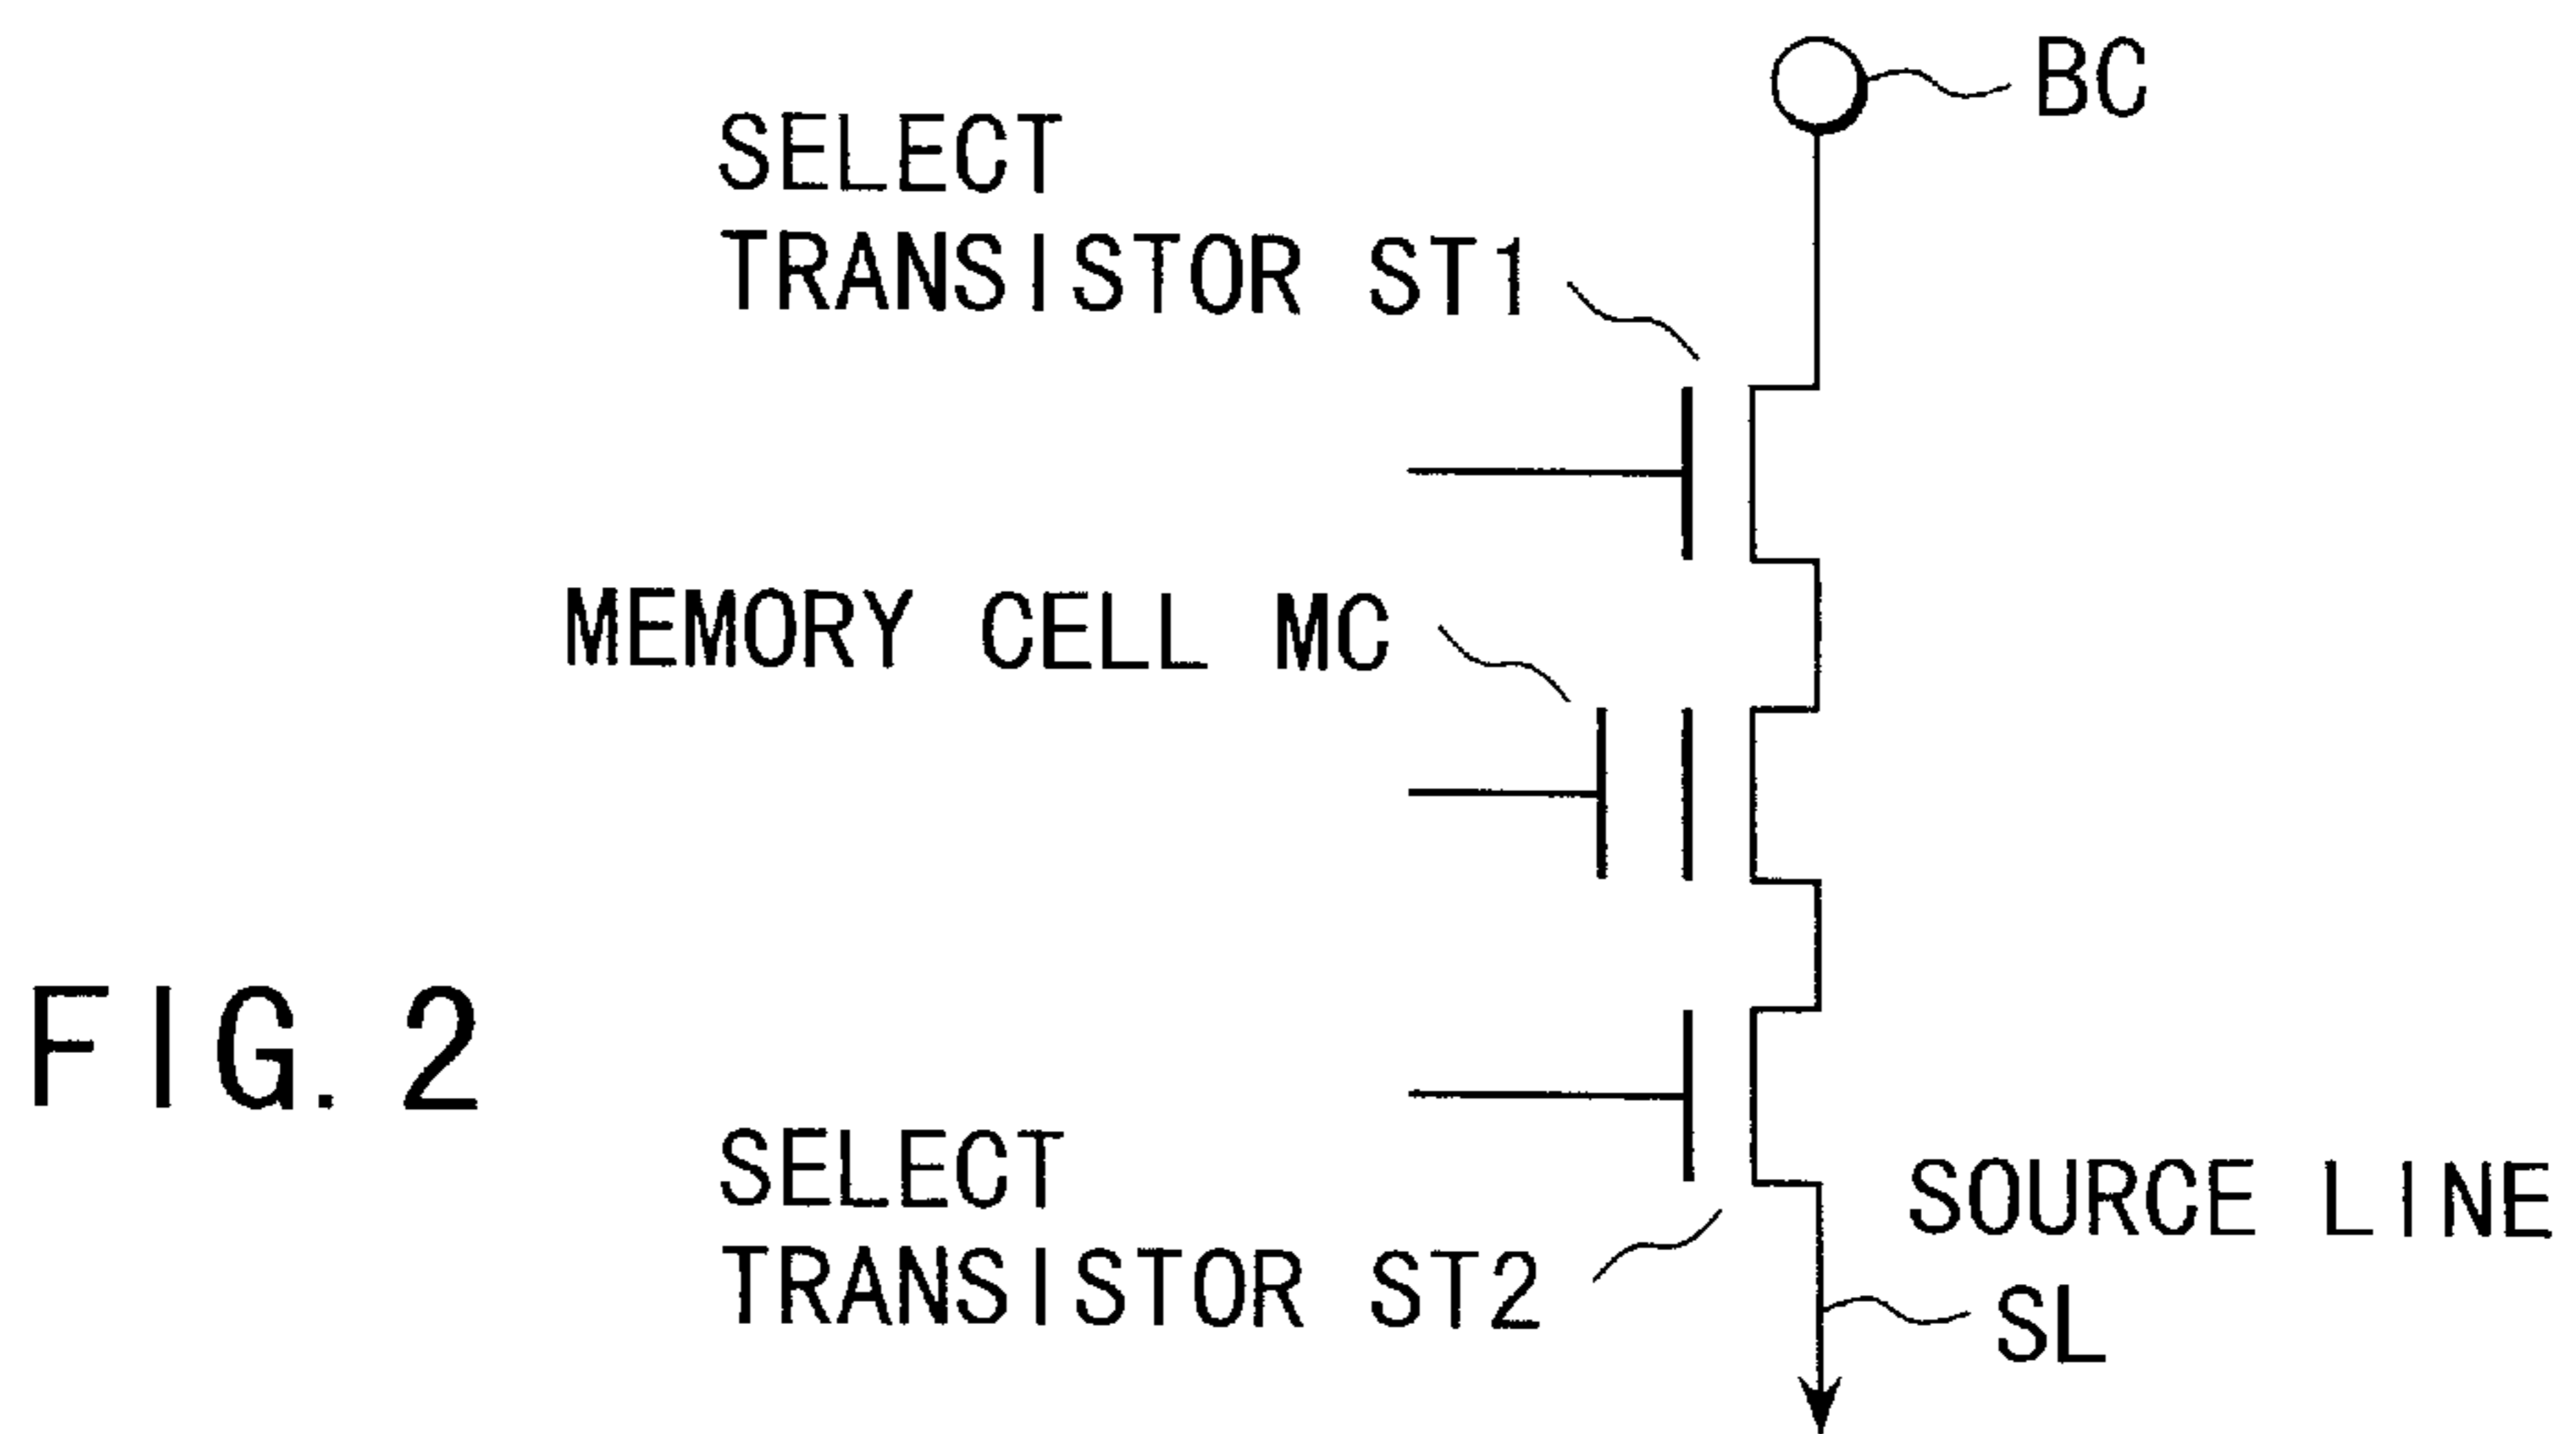 BC
SELECT
TRANSISTOR ST1
MEMORY CELL MC
FIG. 2
SELECT
TRANSISTOR ST2
SOURCE LINE
SL